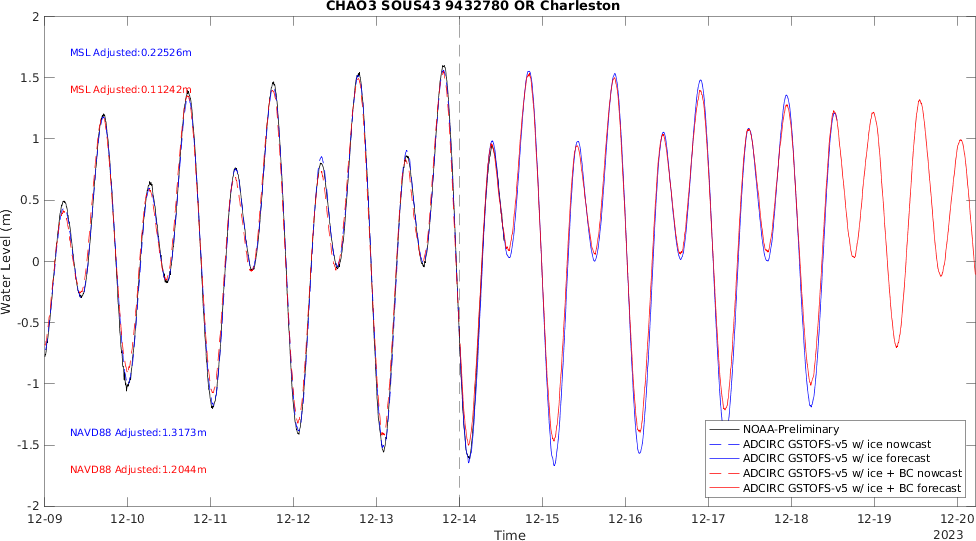 CHAO3 SOUS43 9432780 OR Charleston
MSL Adjusted:0.22526m
MSL Adjusted:0.11242m
NAVD88 Adjusted:1.3173m
NAVD88 Adjusted:1.2044m
Water Level (m)
2
1.5
1
0.5
0
-0.5
-1
-1.5
-2
NOAA-Preliminary
ADCIRC GSTOFS-v5 w/ ice nowcast
ADCIRC GSTOFS-v5 w/ ice forecast
ADCIRC GSTOFS-v5 w/ ice + BC nowcast
ADCIRC GSTOFS-v5 w/ ice + BC forecast
12-09 12-10 12-11 12-12 12-13 12-14 12-15 12-16 12-17 12-18 12-19 12-20
Time
2023